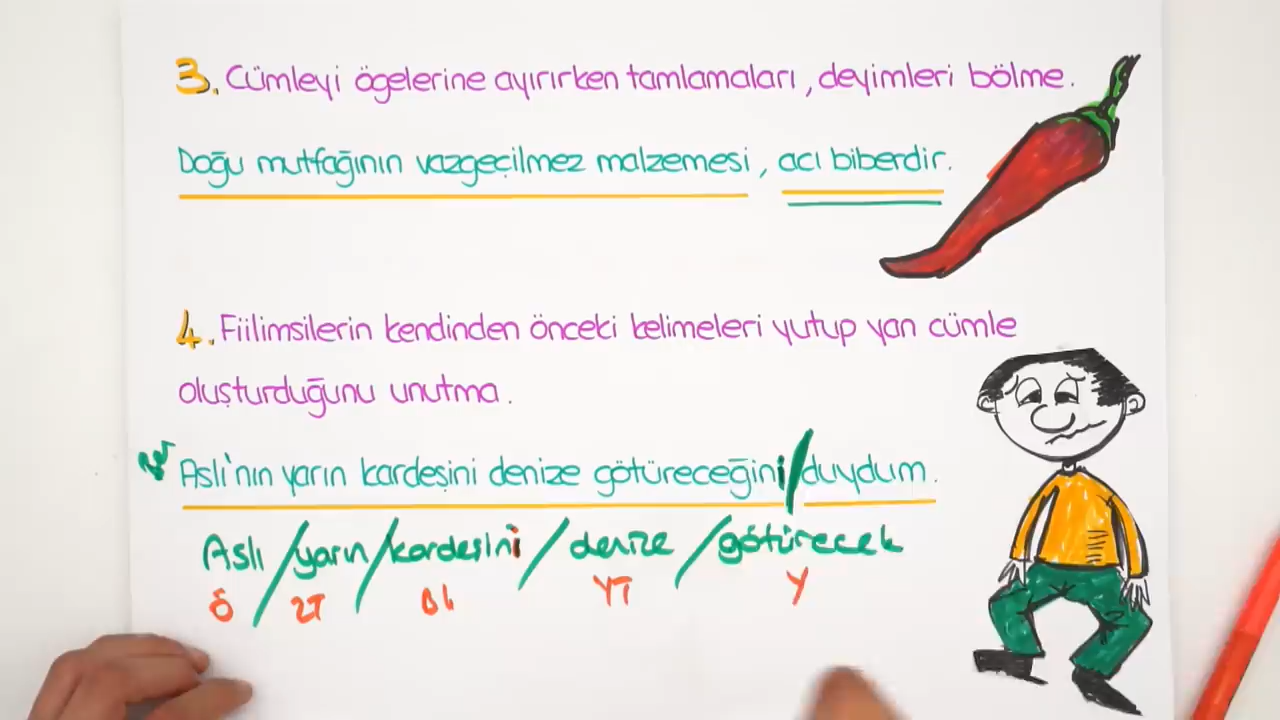 3. Cümleyi ögelerine ayırırken tamlamaları, deyimleri bölme.
Doğu mutfağının vazgeçilmez malzemesi, acı biberdir.
4. Fiilimsilerin kendinden önceki kelimeleri yutup yan cümle
oluşturduğunu unutma.
Aslı'nın yarın kardeşini denize götüreceğini/duydum.
Aslı / yarın / kardeşini / denize / götürecek
Ö ZT YT Y